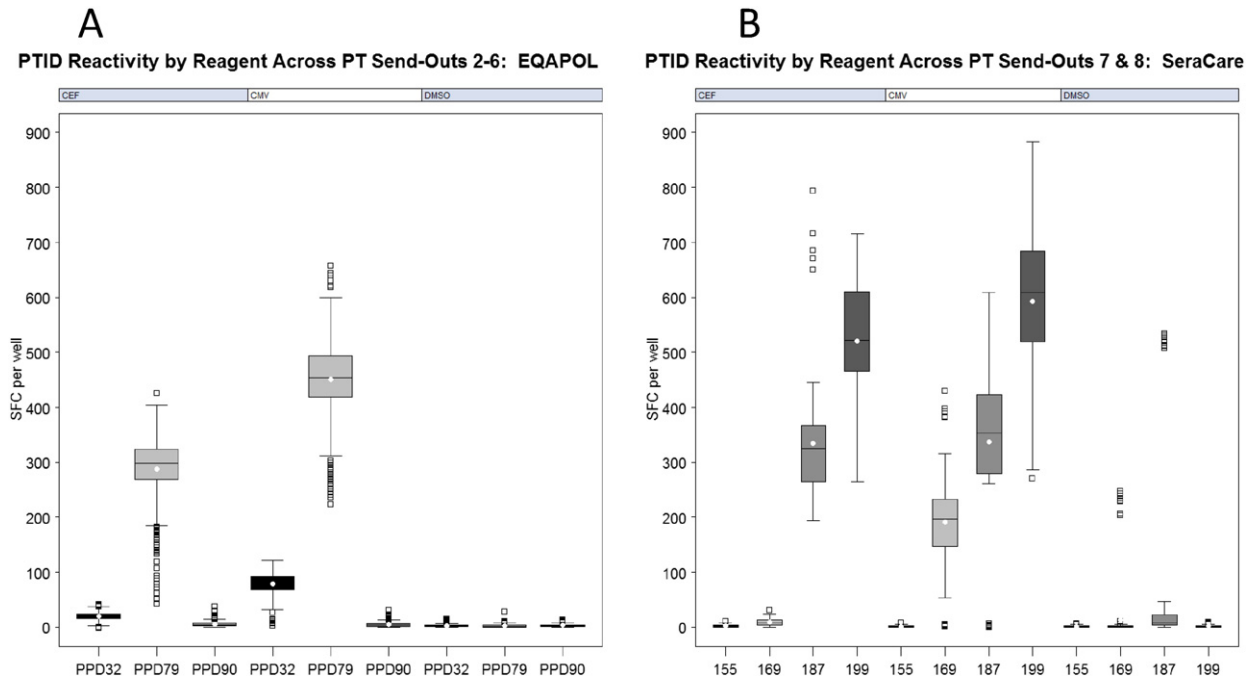 A
PTID Reactivity by Reagent Across PT Send-Outs 2-6: EQAPOL
CEF CMV DMSO
900
800
700
600
500
400
300
200
100
0
SFC per well
PPD32 PPD79 PPD90 PPD32 PPD79 PPD90 PPD32 PPD79 PPD90
B
PTID Reactivity by Reagent Across PT Send-Outs 7 & 8: SeraCare
CEF CMV DMSO
900
800
700
600
500
400
300
200
100
0
SFC per well
155 169 187 199 155 169 187 199 155 169 187 199